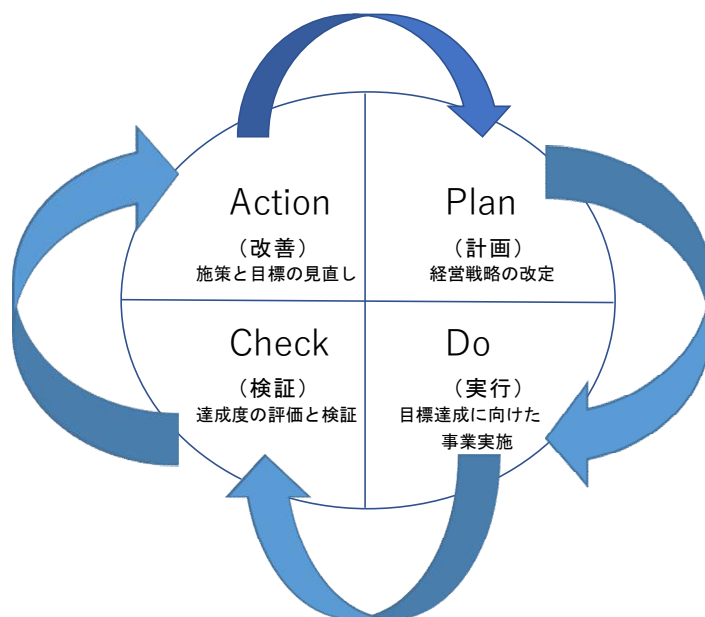 Action
（改善）
施策と目標の見直し
Plan
（計画）
経営戦略の改定
Check
（検証）
達成度の評価と検証
Do
（実行）
目標達成に向けた
事業実施